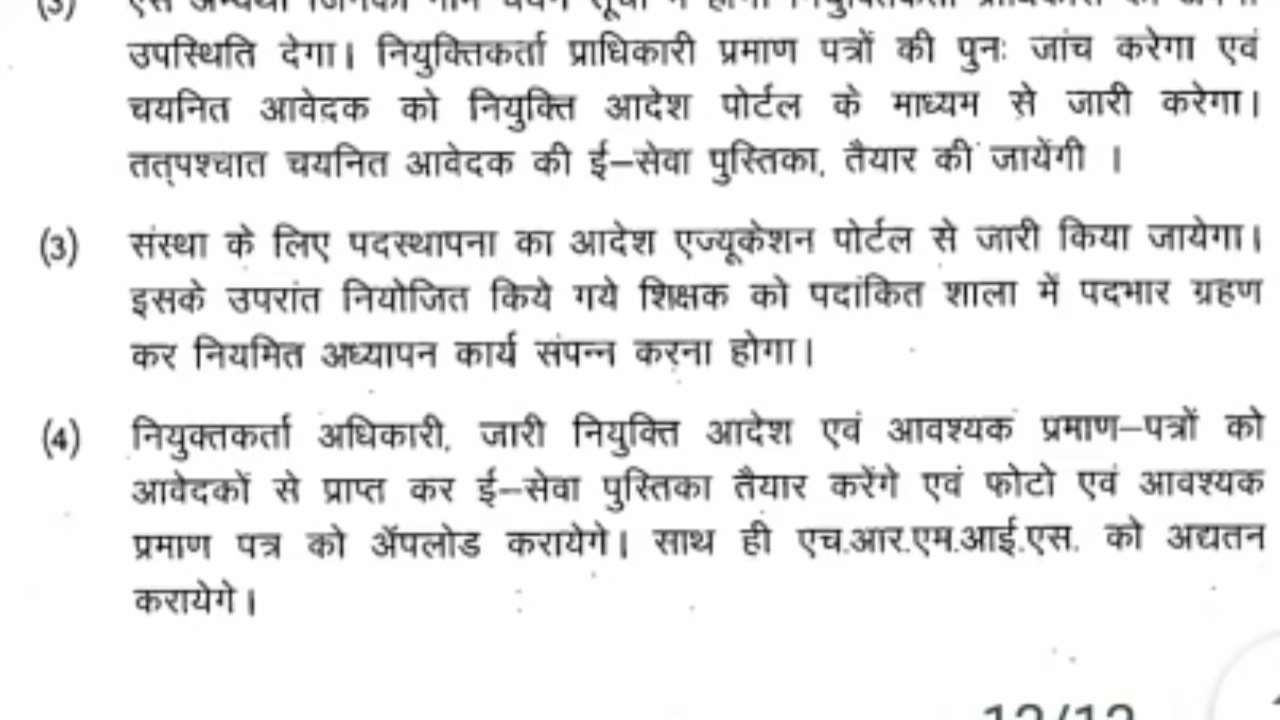 उपस्थिति देगा। नियुक्तिकर्ता प्राधिकारी प्रमाण पत्रों की पुनः जांच करेगा एवं
चयनित आवेदक को नियुक्ति आदेश पोर्टल के माध्यम से जारी करेगा।
तत्पश्चात चयनित आवेदक की ई–सेवा पुस्तिका, तैयार की जायेंगी ।
(3) संस्था के लिए पदस्थापना का आदेश एज्यूकेशन पोर्टल से जारी किया जायेगा।
इसके उपरांत नियोजित किये गये शिक्षक को पदांकित शाला में पदभार ग्रहण
कर नियमित अध्यापन कार्य संपन्न करना होगा।
(4) नियुक्तकर्ता अधिकारी, जारी नियुक्ति आदेश एवं आवश्यक प्रमाण–पत्रों को
आवेदकों से प्राप्त कर ई–सेवा पुस्तिका तैयार करेंगे एवं फोटो एवं आवश्यक
प्रमाण पत्र को ॲपलोड करायेगे। साथ ही एच.आर.एम.आई.एस. को अद्यतन
करायेगे।